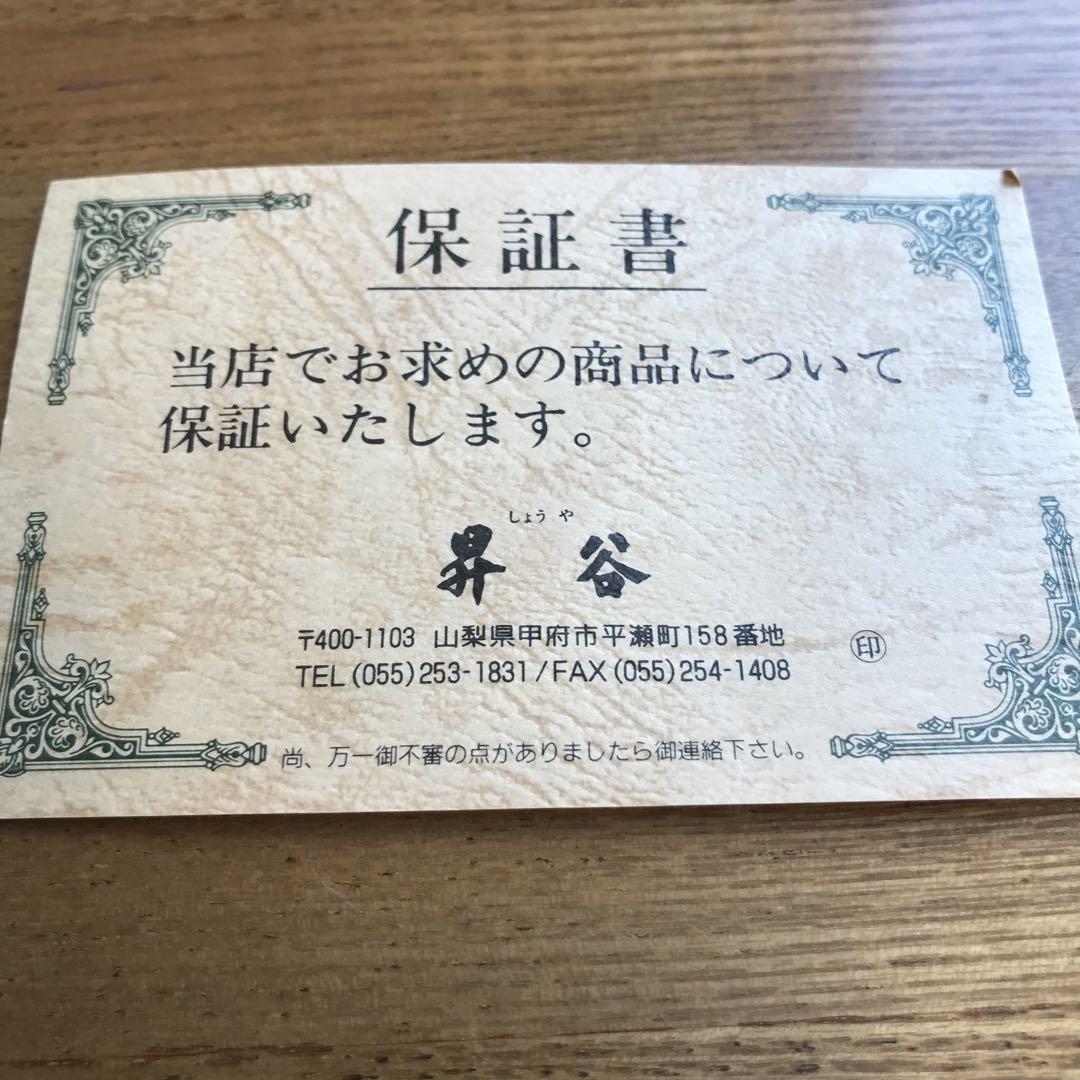 保証書
当店でお求めの商品について
保証いたします。
しょうや
昇谷
〒400-1103 山梨県甲府市平瀬町158番地
TEL(055)253-1831/FAX(055)254-1408
㊞
尚、万一御不審の点がありましたら御連絡下さい。